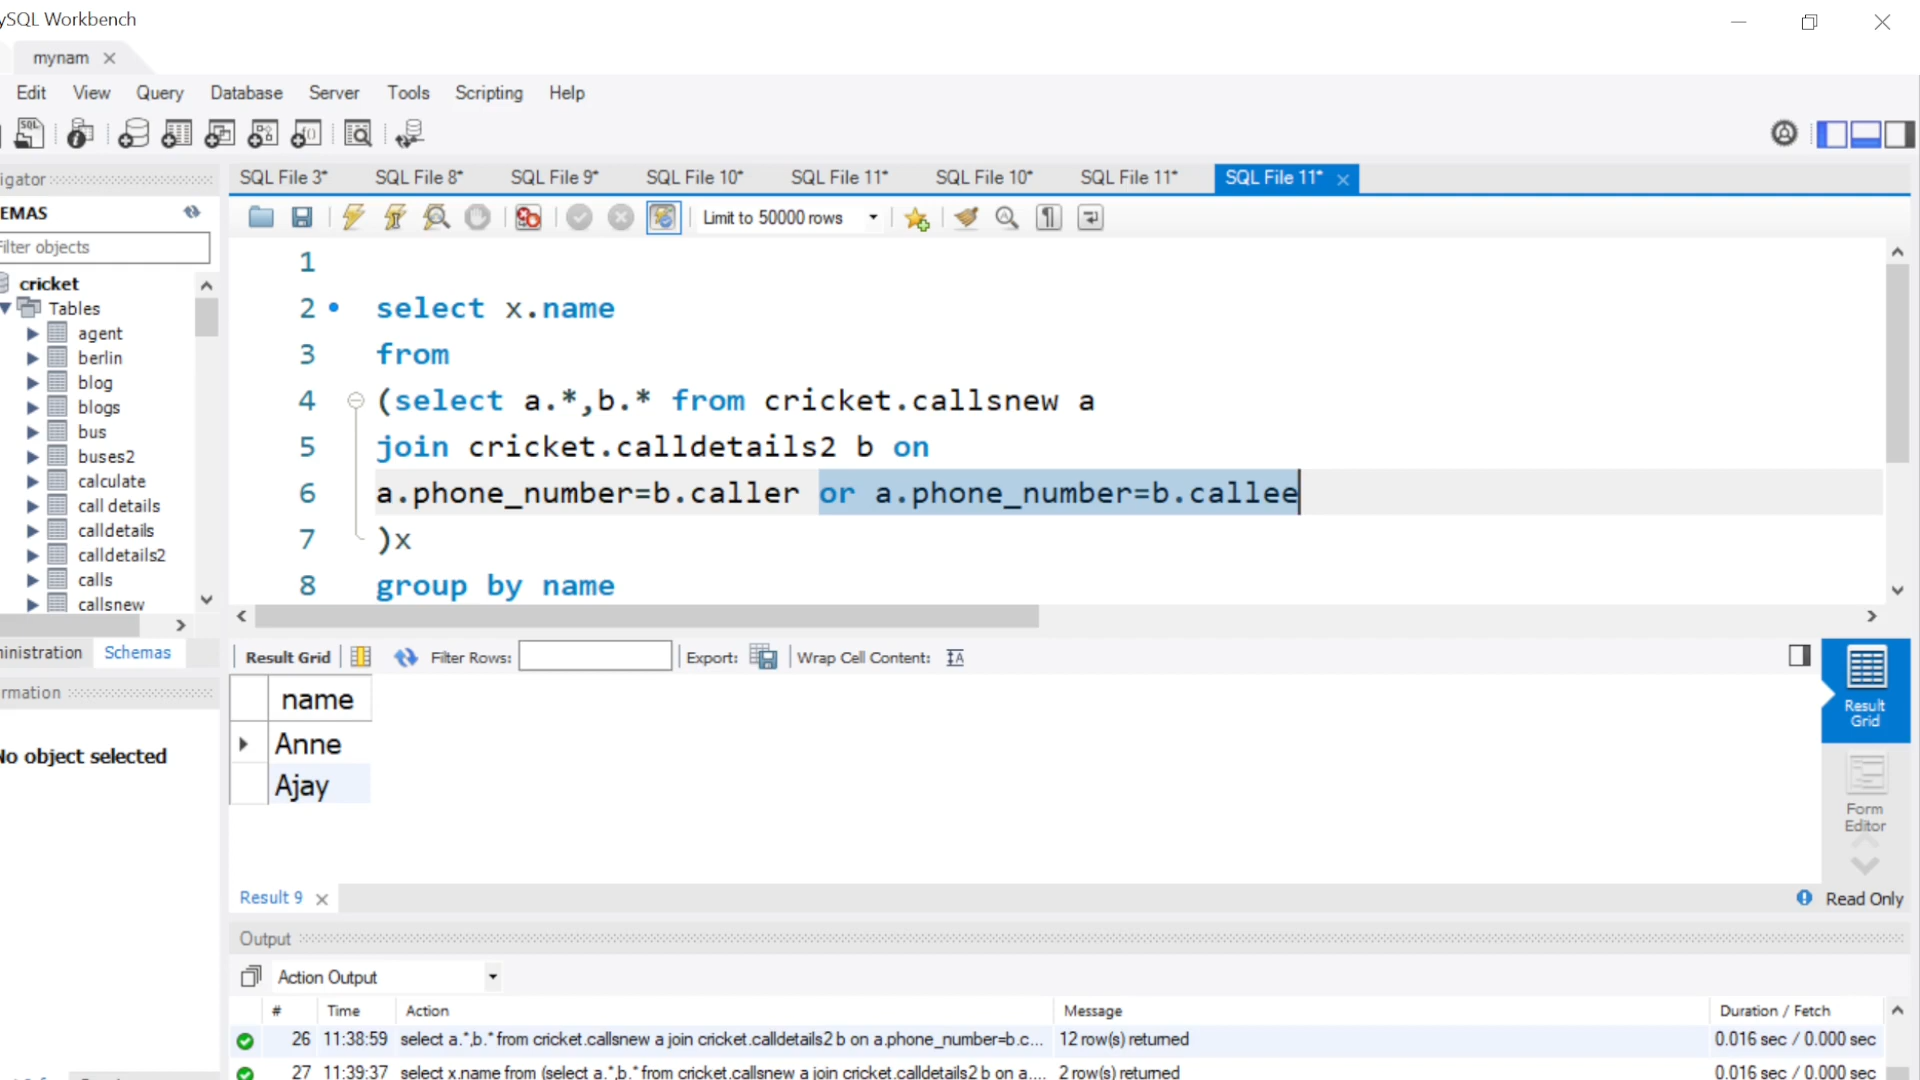 ySQL Workbench
mynam
Edit View Query Database Server Tools Scripting Help
SQL
igator
SQL File 3* SQL File 8* SQL File 9* SQL File 10* SQL File 11* SQL File 10* SQL File 11* SQL File 11*
EMAS
Limit to 50000 rows
Filter objects
cricket
Tables
agent
berlin
blog
blogs
bus
buses2
calculate
call details
calldetails
calldetails2
calls
callsnew
1
2 select x.name
3 from
4 (select a.*,b.* from cricket.callsnew a
5 join cricket.calldetails2 b on
6 a.phone_number=b.caller or a.phone_number=b.callee
7 )x
8 group by name
ministration Schemas
rmation
No object selected
Result Grid Filter Rows: Export: Wrap Cell Content:
name
Anne
Ajay
Result Grid
Form Editor
Result 9
Read Only
Output
Action Output
# Time Action Message Duration / Fetch
26 11:38:59 select a.*,b.* from cricket.callsnew a join cricket.calldetails2 b on a.phone_number=b.c... 12 row(s) returned 0.016 sec / 0.000 sec
27 11:39:37 select x.name from (select a.*,b.* from cricket.callsnew a join cricket.calldetails2 b on a.... 2 row(s) returned 0.016 sec / 0.000 sec